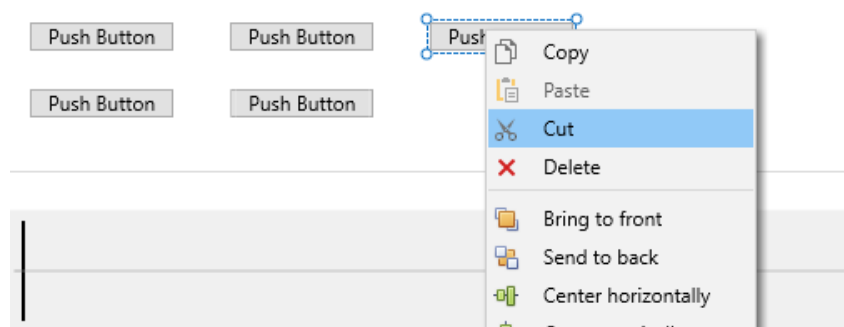 Push Button Push Button Push
Copy
Paste
Push Button Push Button
Cut
Delete
Bring to front
Send to back
Center horizontally